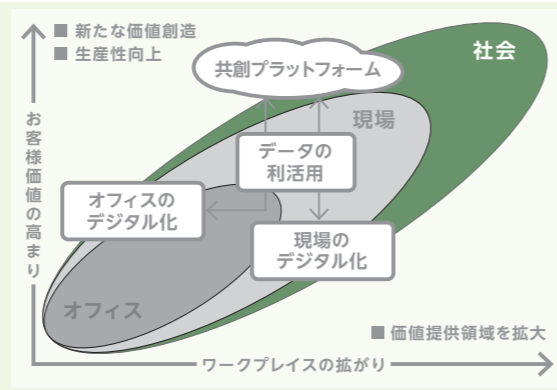 ■ 新たな価値創造
■ 生産性向上
社会
共創プラットフォーム
現場
お客様価値の高まり
データの
利活用
オフィスの
デジタル化
現場の
デジタル化
オフィス
■ 価値提供領域を拡大
ワークプレイスの拡がり